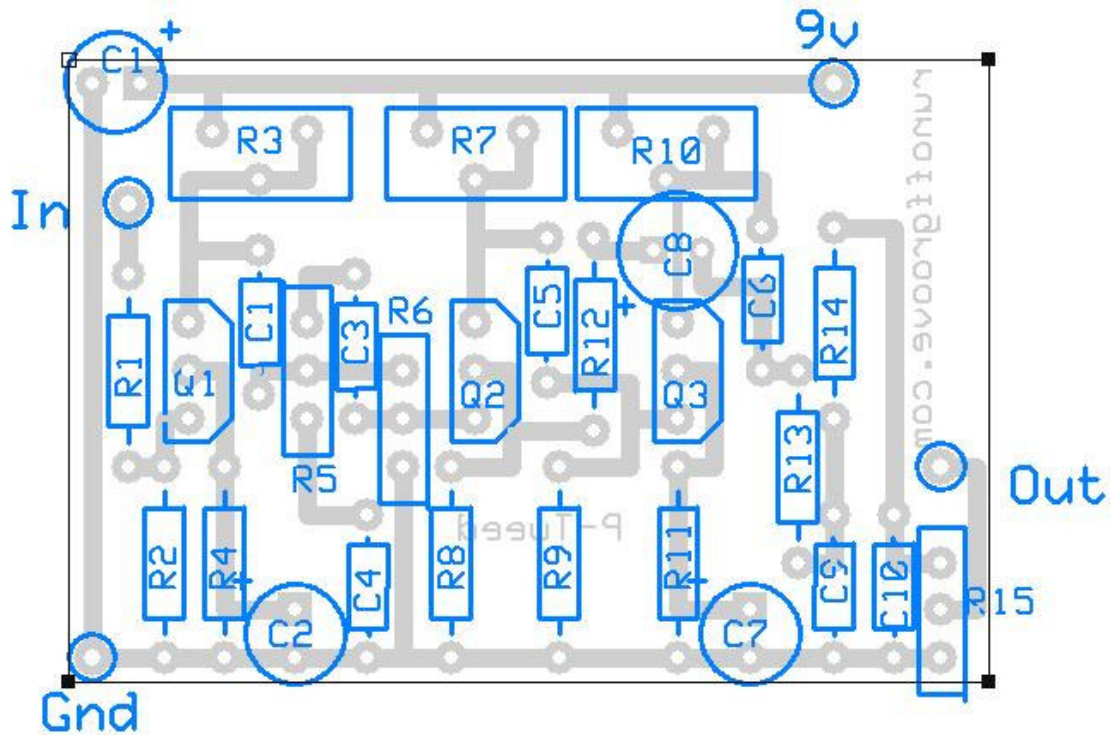 9v
+
C11
R3
R7
R10
In
C8
C1
R6
C5
R12
+
C6
R14
C3
R1
Q1
Q2
Q3
R13
R5
Out
P-Tweed
R2
R4
+
C4
R8
R9
R11
+
C9
C10
R15
C2
C7
Gnd
runoffgroove.com